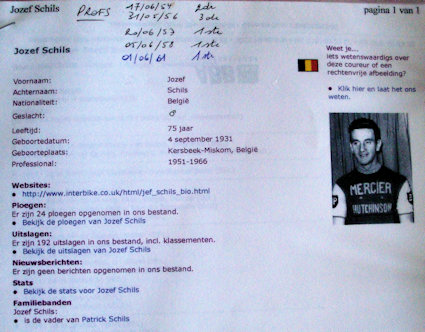 Jozef Schils
PROFS
17/06/54 2de
31/05/56 3de
20/06/57 1ste
05/06/58 1ste
01/06/61 1ste
pagina 1 van 1
Jozef Schils
Weet je...
iets wetenswaardigs over
deze coureur of een
rechtenvrije afbeelding?
• Klik hier en laat het ons
weten.
Voornaam: Jozef
Achternaam: Schils
Nationaliteit: België
Geslacht: ♂
Leeftijd: 75 jaar
Geboortedatum: 4 september 1931
Geboorteplaats: Kersbeek-Miskom, België
Professional: 1951-1966
MERCIER
HUTCHINSON
Websites:
• http://www.interbike.co.uk/html/jef_schils_bio.html
Ploegen:
Er zijn 24 ploegen opgenomen in ons bestand.
• Bekijk de ploegen van Jozef Schils
Uitslagen:
Er zijn 192 uitslagen in ons bestand, incl. klassementen.
• Bekijk de uitslagen van Jozef Schils
Nieuwsberichten:
Er zijn geen berichten opgenomen in ons bestand.
Stats
• Bekijk de stats voor Jozef Schils
Familiebanden
Jozef Schils:
• is de vader van Patrick Schils